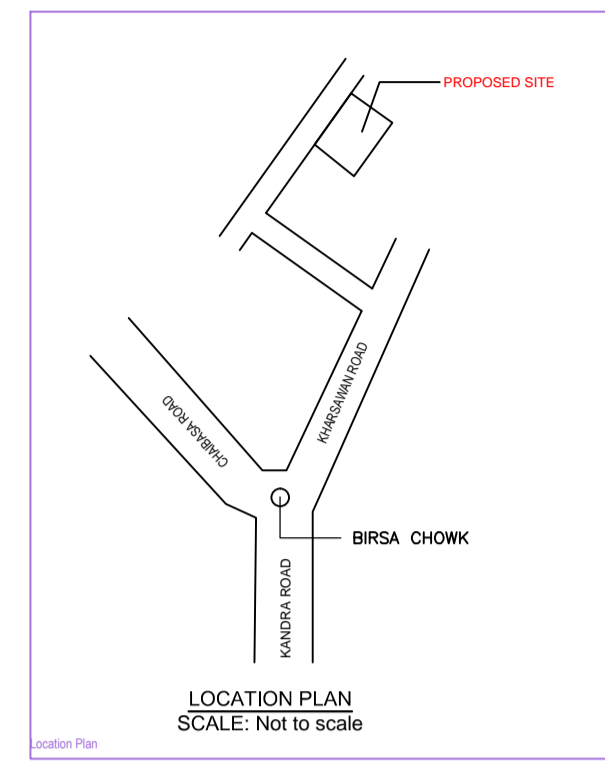 PROPOSED SITE
KHARSAWAN ROAD
CHAIBASA ROAD
BIRSA CHOWK
KANDRA ROAD
LOCATION PLAN
SCALE: Not to scale
Location Plan